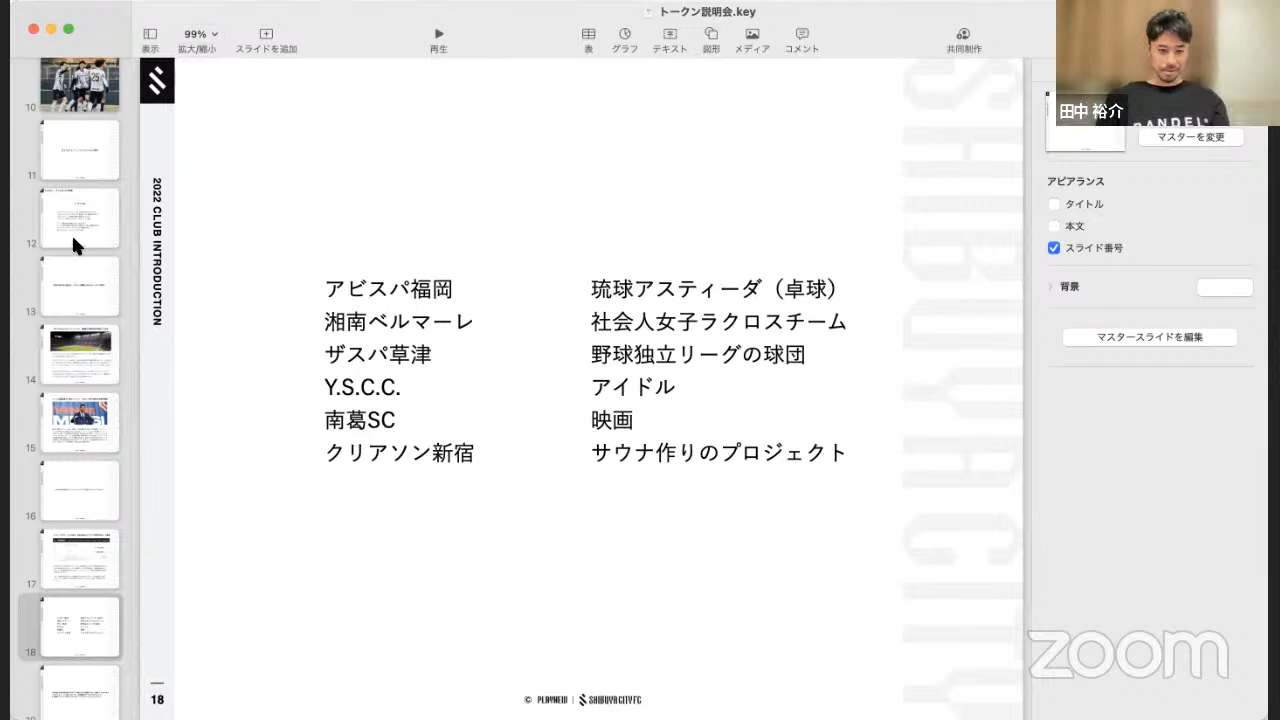 トークン説明会.key
99%
表示
拡大/縮小
スライドを追加
再生
表
グラフ
テキスト
図形
メディア
コメント
共同制作
田中 裕介
マスターを変更
アピアランス
タイトル
本文
スライド番号
背景
マスタースライドを編集
10
11
12
13
14
15
16
17
18
2022 CLUB INTRODUCTION
アビスパ福岡
湘南ベルマーレ
ザスパ草津
Y.S.C.C.
南葛SC
クリアソン新宿
琉球アスティーダ（卓球）
社会人女子ラクロスチーム
野球独立リーグの球団
アイドル
映画
サウナ作りのプロジェクト
18
© PLAYNEW | SHIBUYA CITY FC
zoom